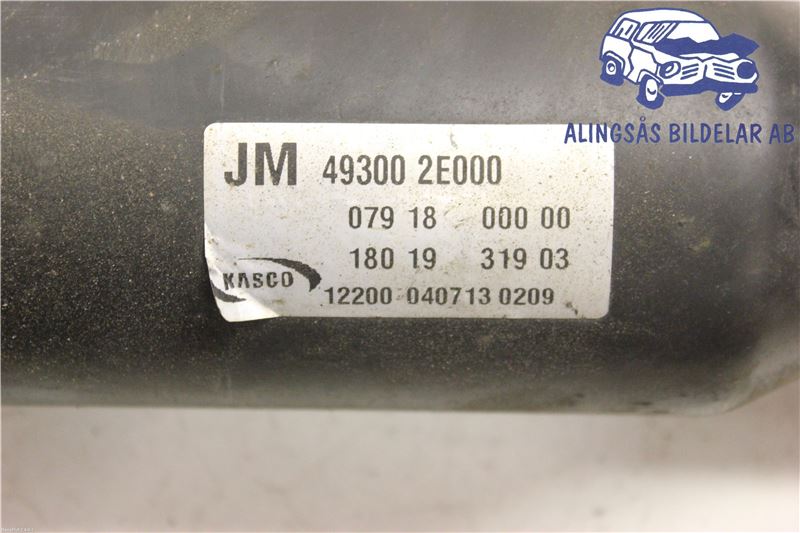 ALINGSÅS BILDELAR AB
JM 49300 2E000
079 18 000 00
180 19 319 03
KASCO
12200 040713 0209